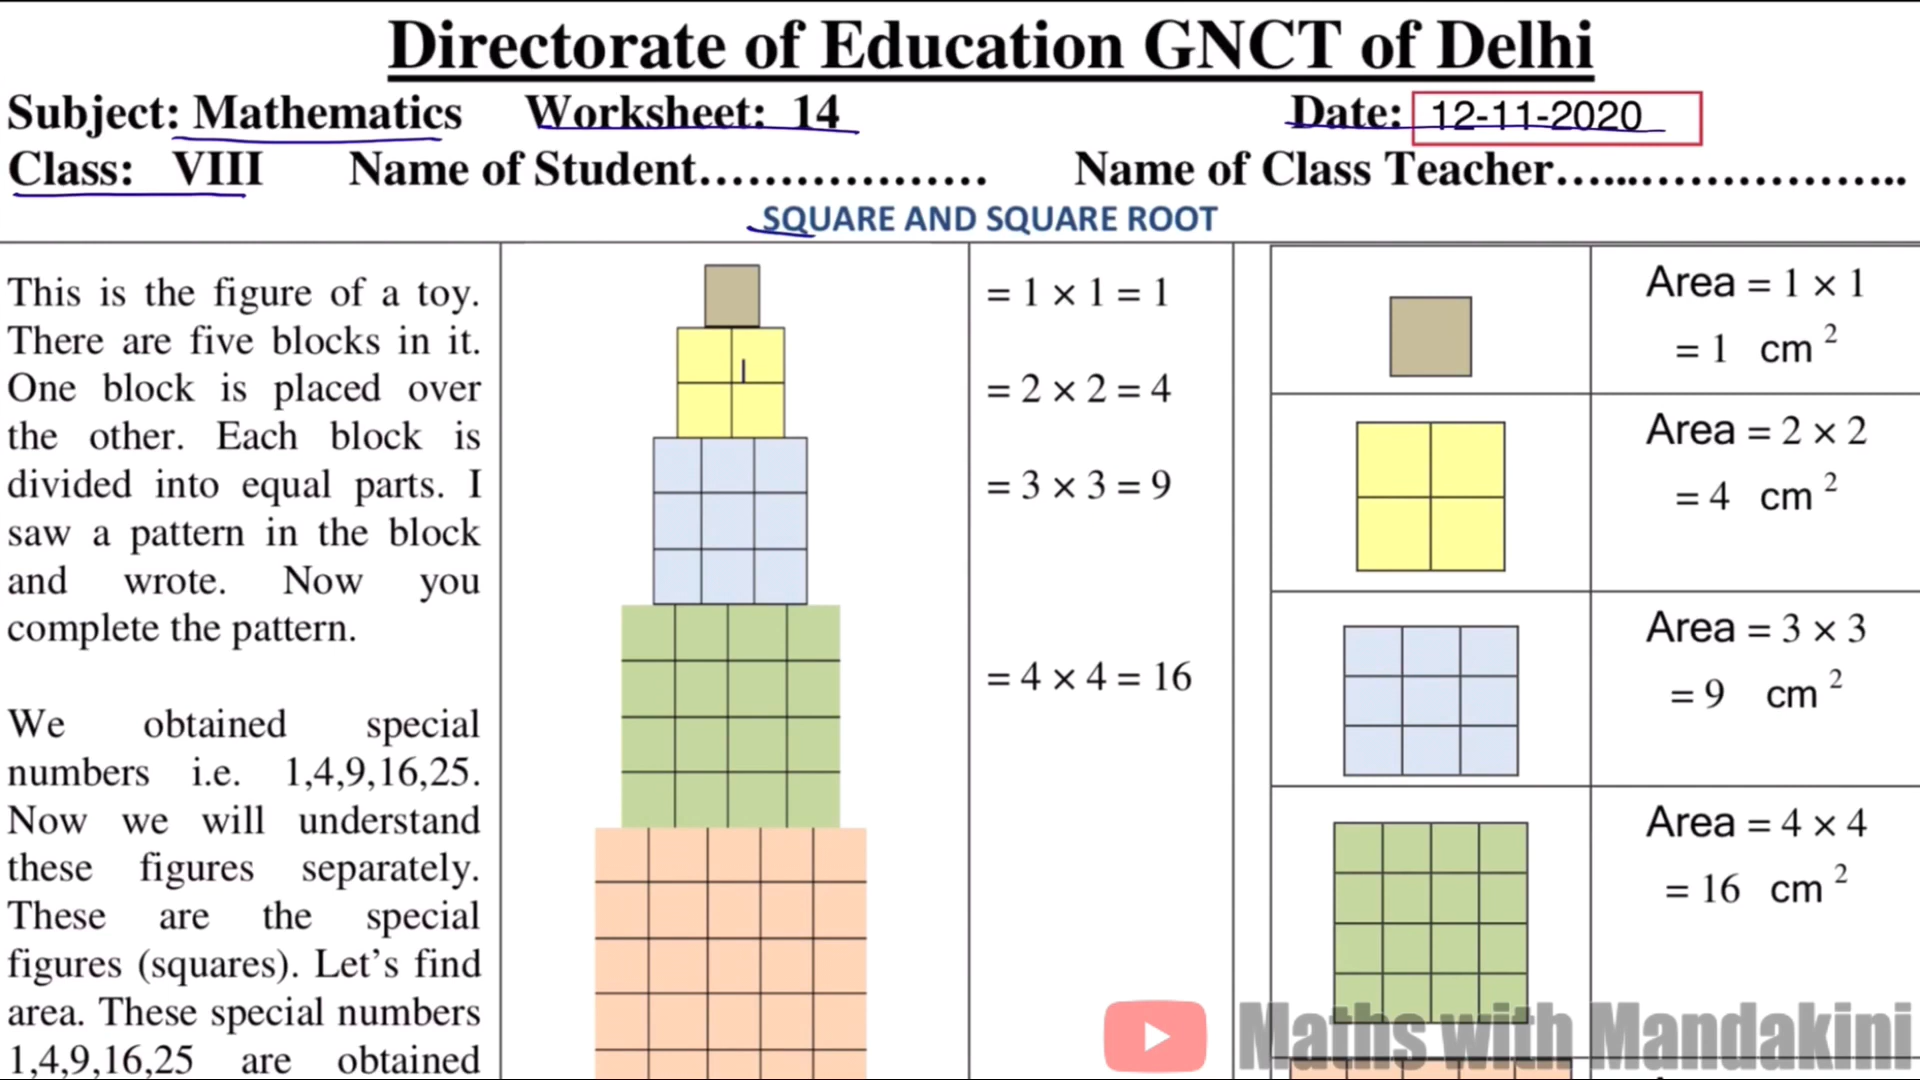 Directorate of Education GNCT of Delhi
Subject: Mathematics Worksheet: 14 Date: 12-11-2020
Class: VIII Name of Student.................. Name of Class Teacher......................
SQUARE AND SQUARE ROOT
This is the figure of a toy.
There are five blocks in it.
One block is placed over
the other. Each block is
divided into equal parts. I
saw a pattern in the block
and wrote. Now you
complete the pattern.
We obtained special
numbers i.e. 1,4,9,16,25.
Now we will understand
these figures separately.
These are the special
figures (squares). Let’s find
area. These special numbers
1,4,9,16,25 are obtained
= 1 × 1 = 1
= 2 × 2 = 4
= 3 × 3 = 9
= 4 × 4 = 16
Area = 1 × 1
= 1 cm 2
Area = 2 × 2
= 4 cm 2
Area = 3 × 3
= 9 cm 2
Area = 4 × 4
= 16 cm 2
Maths with Mandakini